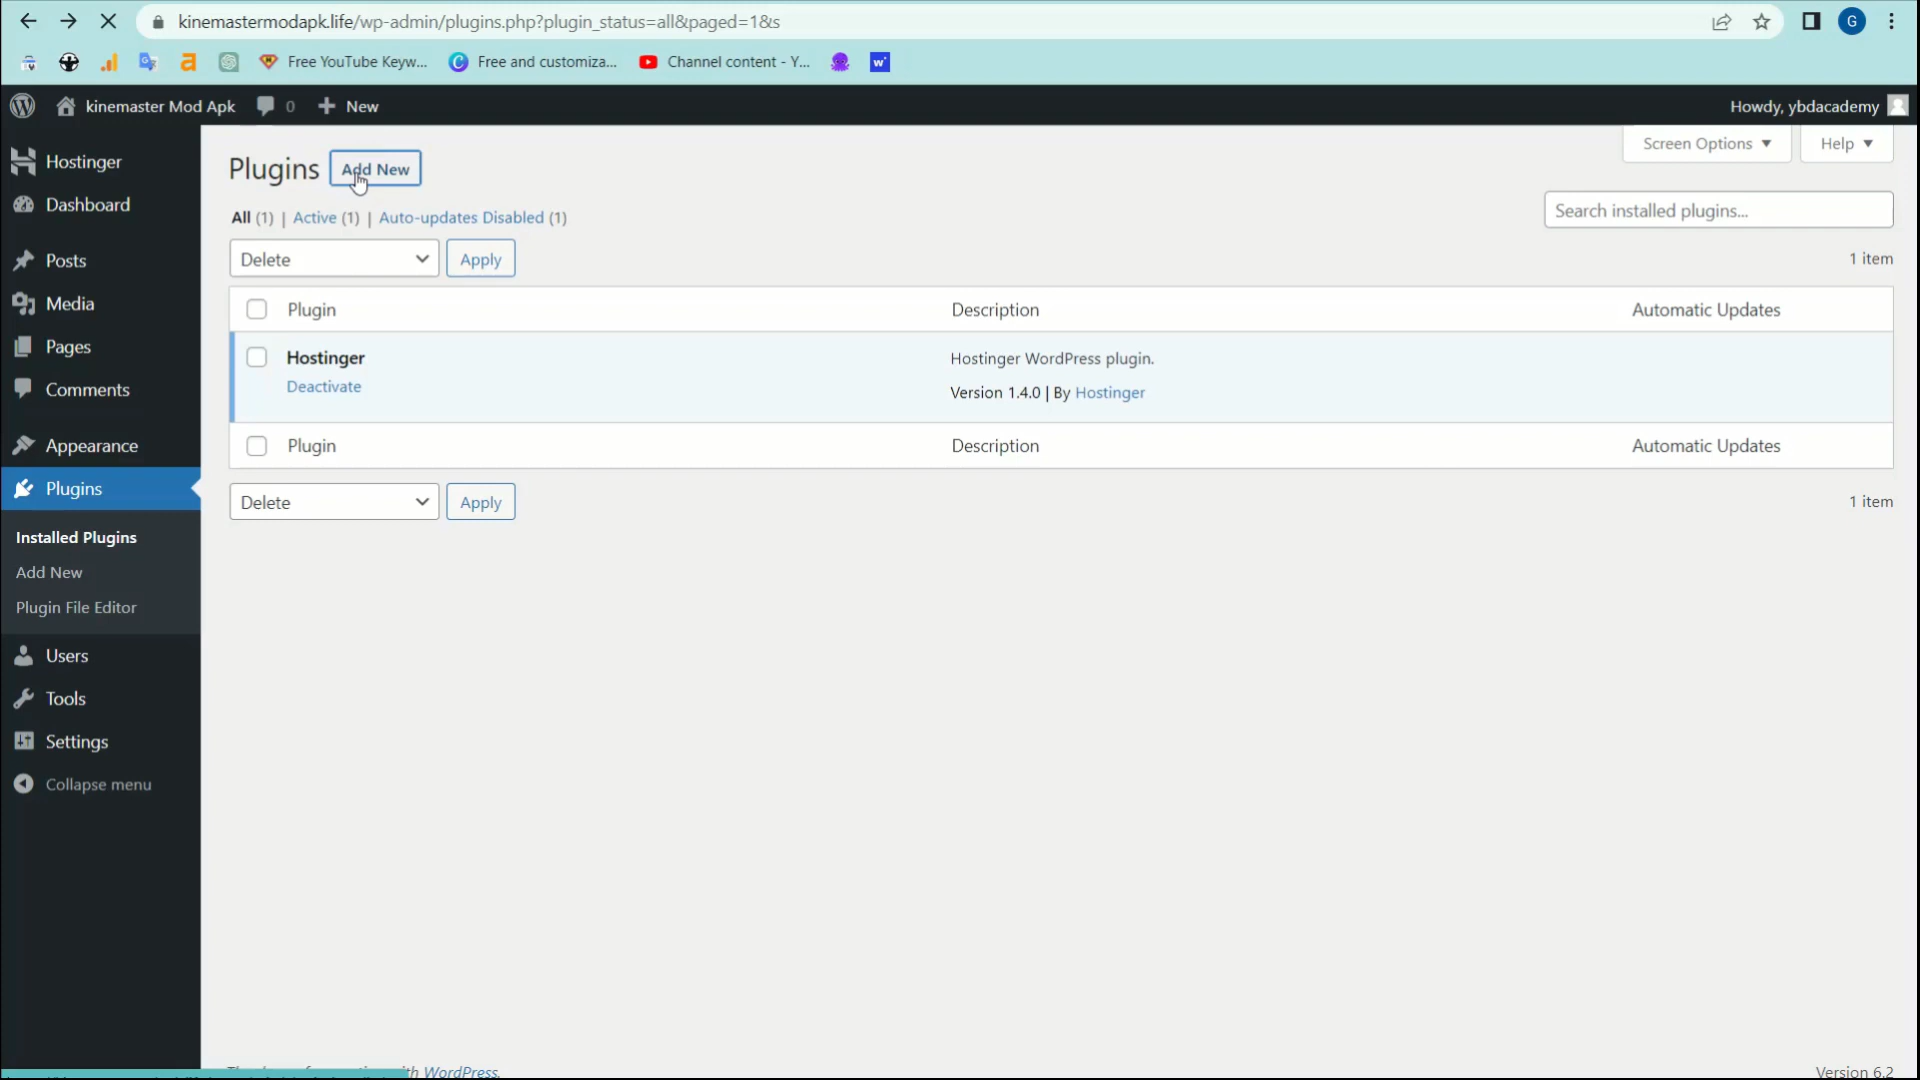 kinemastermodapk.life/wp-admin/plugins.php?plugin_status=all&paged=1&s
G
Free YouTube Keyw...
Free and customiza...
Channel content - Y...
kinemaster Mod Apk
0
New
Howdy, ybdacademy
Hostinger
Dashboard
Posts
Media
Pages
Comments
Appearance
Plugins
Installed Plugins
Add New
Plugin File Editor
Users
Tools
Settings
Collapse menu
Screen Options
Help
Plugins
Add New
All (1) | Active (1) | Auto-updates Disabled (1)
Search installed plugins...
Delete
Apply
1 item
Plugin
Description
Automatic Updates
Hostinger
Deactivate
Hostinger WordPress plugin.
Version 1.4.0 | By Hostinger
Plugin
Description
Automatic Updates
Delete
Apply
1 item
WordPress.
Version 6.2